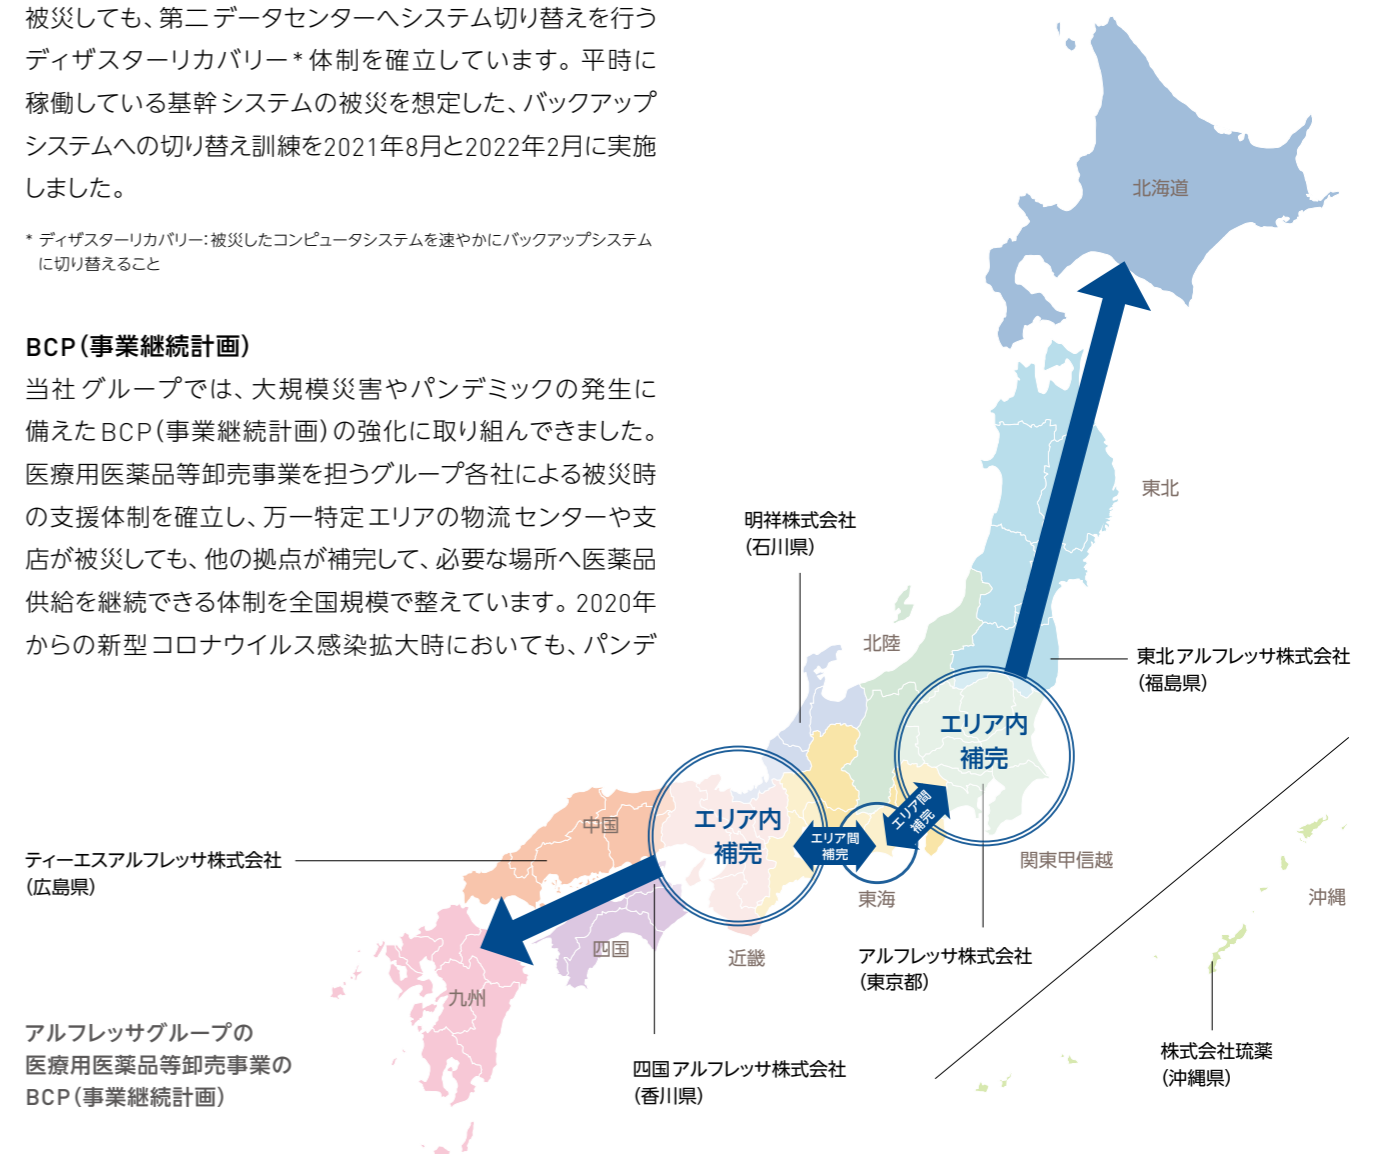 被災しても、第二データセンターへシステム切り替えを行う
ディザスターリカバリー*体制を確立しています。平時に
稼働している基幹システムの被災を想定した、バックアップ
システムへの切り替え訓練を2021年8月と2022年2月に実施
しました。
* ディザスターリカバリー：被災したコンピュータシステムを速やかにバックアップシステム
に切り替えること
BCP（事業継続計画）
当社グループでは、大規模災害やパンデミックの発生に
備えたBCP（事業継続計画）の強化に取り組んできました。
医療用医薬品等卸売事業を担うグループ各社による被災時
の支援体制を確立し、万一特定エリアの物流センターや支
店が被災しても、他の拠点が補完して、必要な場所へ医薬品
供給を継続できる体制を全国規模で整えています。2020年
からの新型コロナウイルス感染拡大時においても、パンデ
北海道
東北
明祥株式会社
（石川県）
北陸
東北アルフレッサ株式会社
（福島県）
エリア内
補完
エリア間
補完
エリア内
補完
エリア間
補完
中国
関東甲信越
ティーエスアルフレッサ株式会社
（広島県）
東海
沖縄
四国
近畿
アルフレッサ株式会社
（東京都）
九州
アルフレッサグループの
医療用医薬品等卸売事業の
BCP（事業継続計画）
四国アルフレッサ株式会社
（香川県）
株式会社琉薬
（沖縄県）